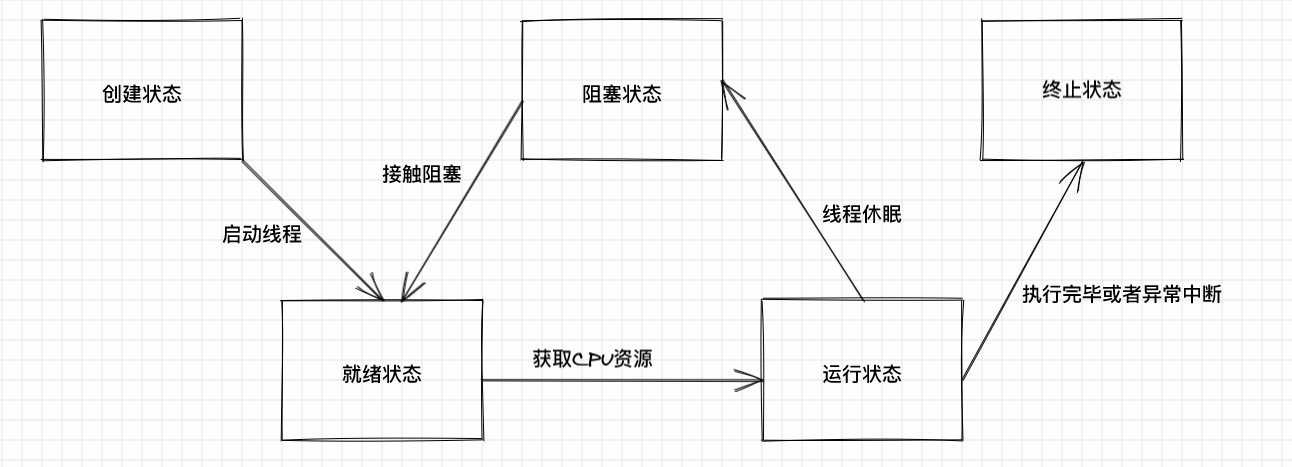 创建状态
阻塞状态
终止状态
接触阻塞
线程休眠
启动线程
执行完毕或者异常中断
获取CPU资源
就绪状态
运行状态